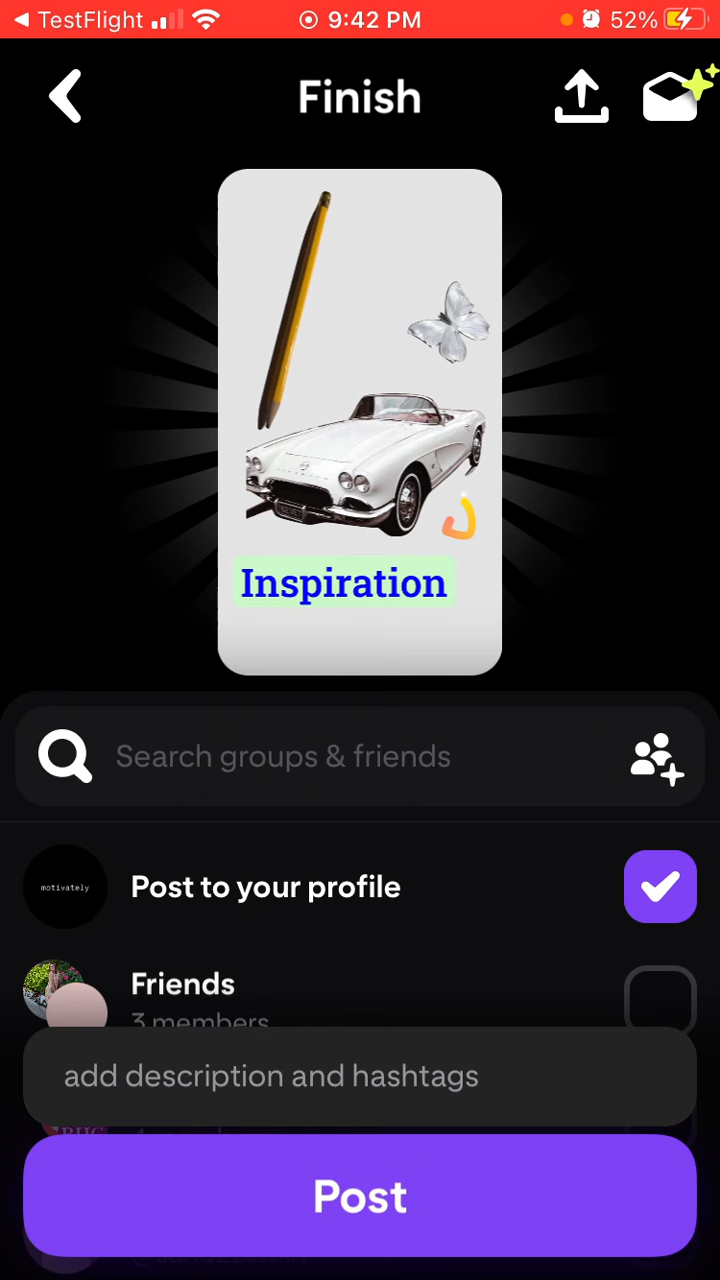 TestFlight
9:42 PM
52%
Finish
Inspiration
Search groups & friends
motivately
Post to your profile
Friends
3 members
add description and hashtags
BHG
Post